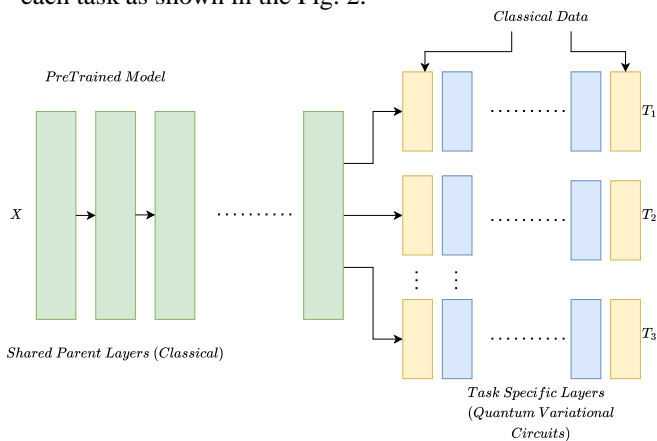 each task as shown in the Fig. 2.
Classical Data
PreTrained Model
T1
X
T2
T3
Shared Parent Layers (Classical)
Task Specific Layers
(Quantum Variational
Circuits)